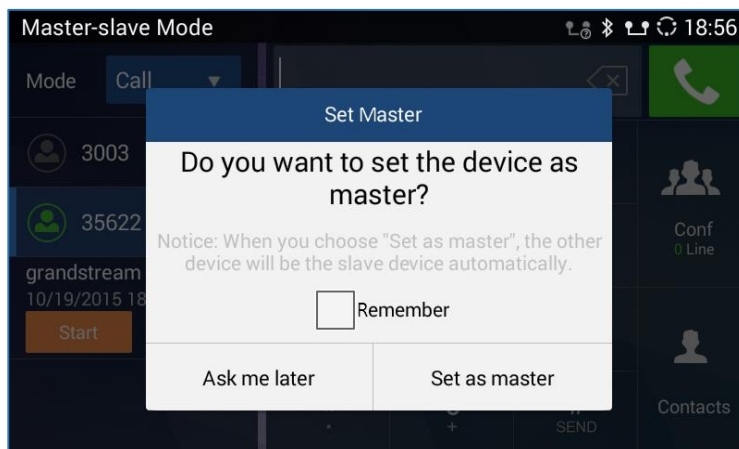 Master-slave Mode
18:56
Mode
Call
Set Master
Do you want to set the device as
master?
3003
35622
Notice: When you choose "Set as master", the other
device will be the slave device automatically.
Conf
0 Line
grandstream
10/19/2015 18
Remember
Start
Ask me later
Set as master
Contacts
+
SEND